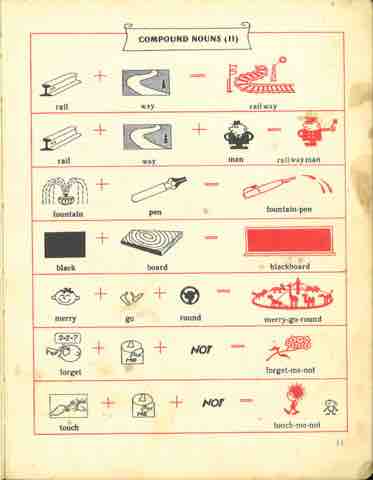 COMPOUND NOUNS (II)
rail way railway
rail way man railwayman
fountain pen fountain-pen
black board blackboard
merry go round merry-go-round
?-?-?
Me NOT
forget forget-me-not
Me NOT
touch touch-me-not
11